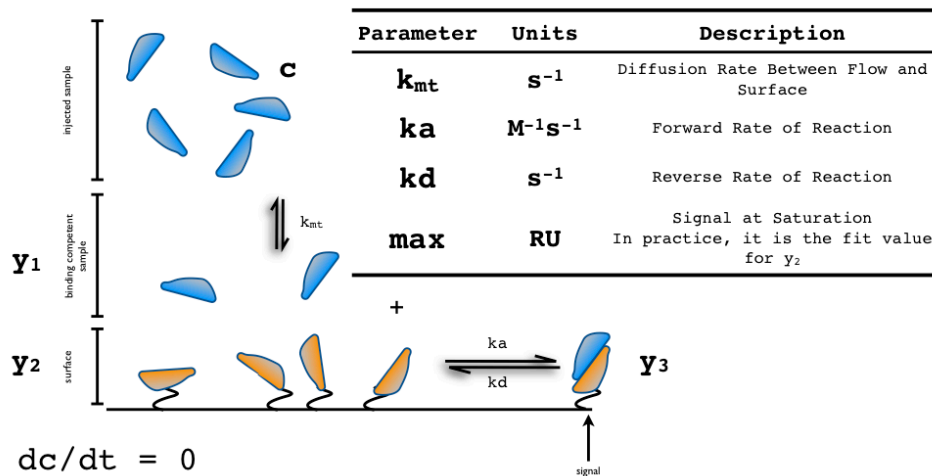 Parameter Units Description
k_mt s⁻¹ Diffusion Rate Between Flow and
Surface
ka M⁻¹s⁻¹ Forward Rate of Reaction
kd s⁻¹ Reverse Rate of Reaction
max RU Signal at Saturation
In practice, it is the fit value
for y₂
injected sample
c
k_mt
y₁
binding competent
sample
+
y₂
surface
ka
kd
y₃
dc/dt = 0
signal